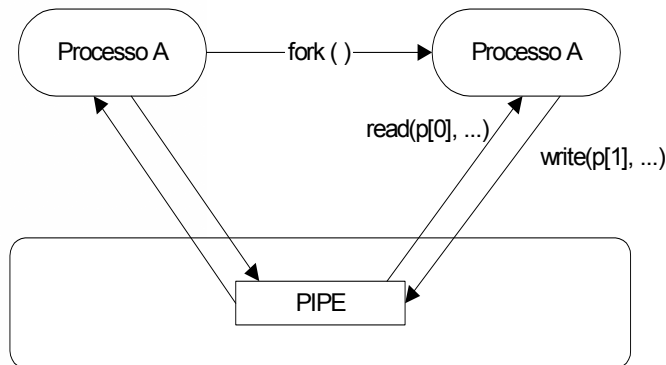 Processo A
fork ( )
Processo A
read(p[0], ...)
write(p[1], ...)
PIPE